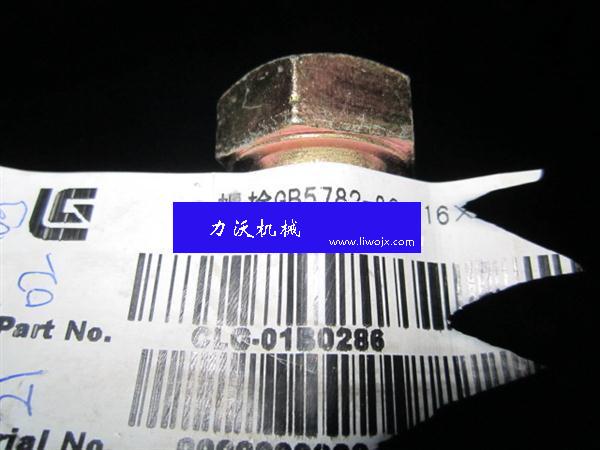 螺栓GB5782-
16×
力沃机械
www.liwojx.com
Part No.
CLG-01B0286
rial No